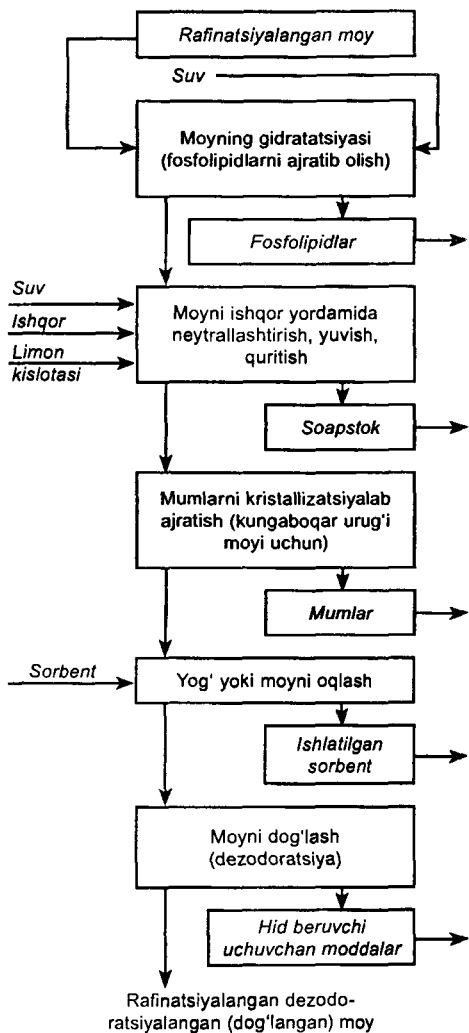 Rafinatsiyalangan moy
Suv
Moyning gidratatsiyasi
(fosfolipidlarni ajratib olish)
Fosfolipidlar
Suv
Ishqor
Limon
kislotasi
Moyni ishqor yordamida
neytrallashtirish, yuvish,
quritish
Soapstok
Mumlarni kristallizatsiyalab
ajratish (kungaboqar urug‘i
moyi uchun)
Mumlar
Sorbent
Yog‘ yoki moyni oqlash
Ishlatilgan
sorbent
Moyni dog‘lash
(dezodoratsiya)
Hid beruvchi
uchuvchan moddalar
Rafinatsiyalangan dezodo-
ratsiyalangan (dog‘langan) moy